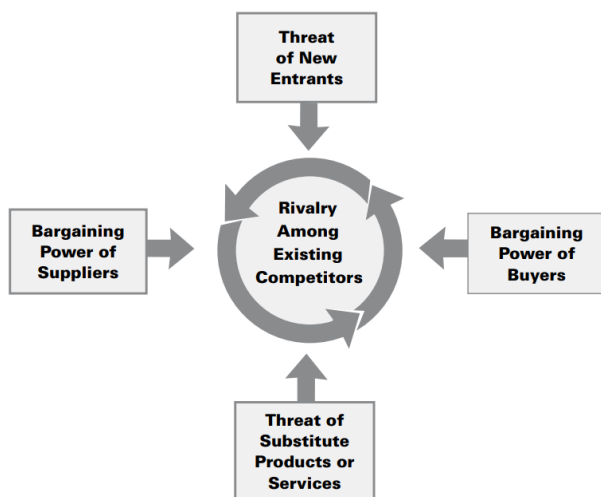 Threat
of New
Entrants
Bargaining
Power of
Suppliers
Rivalry
Among
Existing
Competitors
Bargaining
Power of
Buyers
Threat of
Substitute
Products or
Services